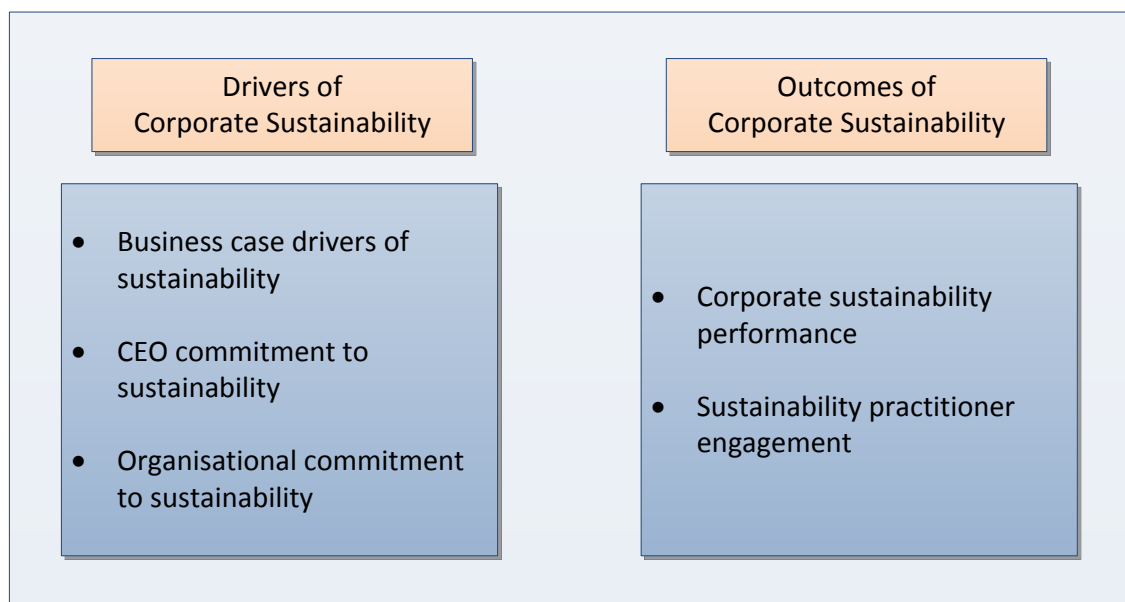 Drivers of
Corporate Sustainability
• Business case drivers of
sustainability
• CEO commitment to
sustainability
• Organisational commitment
to sustainability
Outcomes of
Corporate Sustainability
• Corporate sustainability
performance
• Sustainability practitioner
engagement